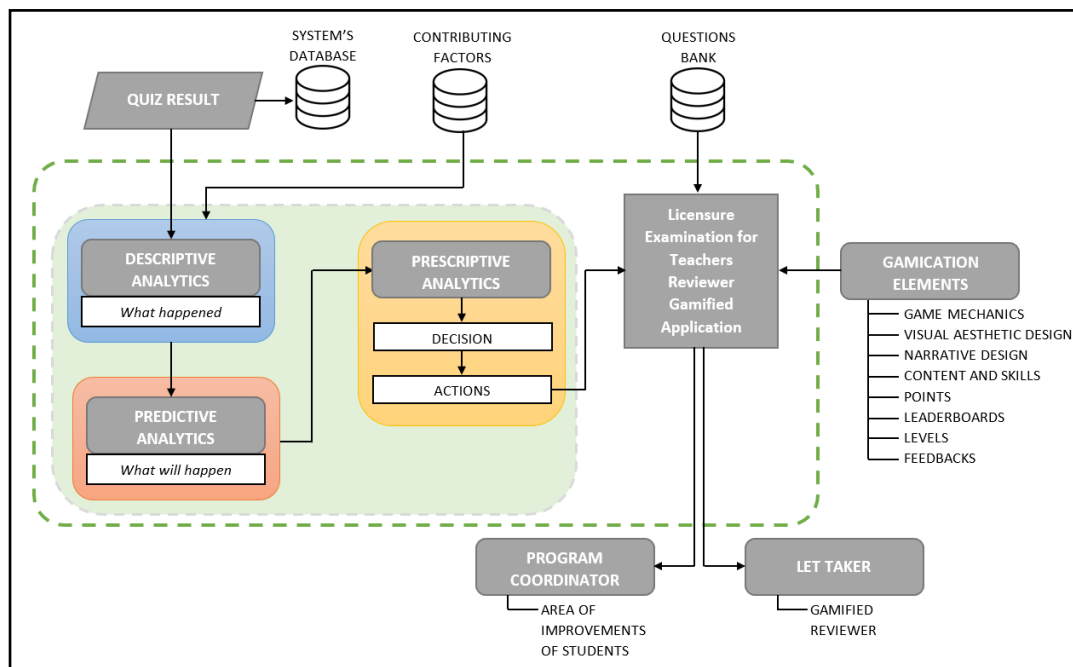 SYSTEM'S
DATABASE
CONTRIBUTING
FACTORS
QUESTIONS
BANK
QUIZ RESULT
DESCRIPTIVE
ANALYTICS
What happened
PREDICTIVE
ANALYTICS
What will happen
PRESCRIPTIVE
ANALYTICS
DECISION
ACTIONS
Licensure
Examination for
Teachers
Reviewer
Gamified
Application
GAMICATION
ELEMENTS
GAME MECHANICS
VISUAL AESTHETIC DESIGN
NARRATIVE DESIGN
CONTENT AND SKILLS
POINTS
LEADERBOARDS
LEVELS
FEEDBACKS
PROGRAM
COORDINATOR
AREA OF
IMPROVEMENTS
OF STUDENTS
LET TAKER
GAMIFIED
REVIEWER